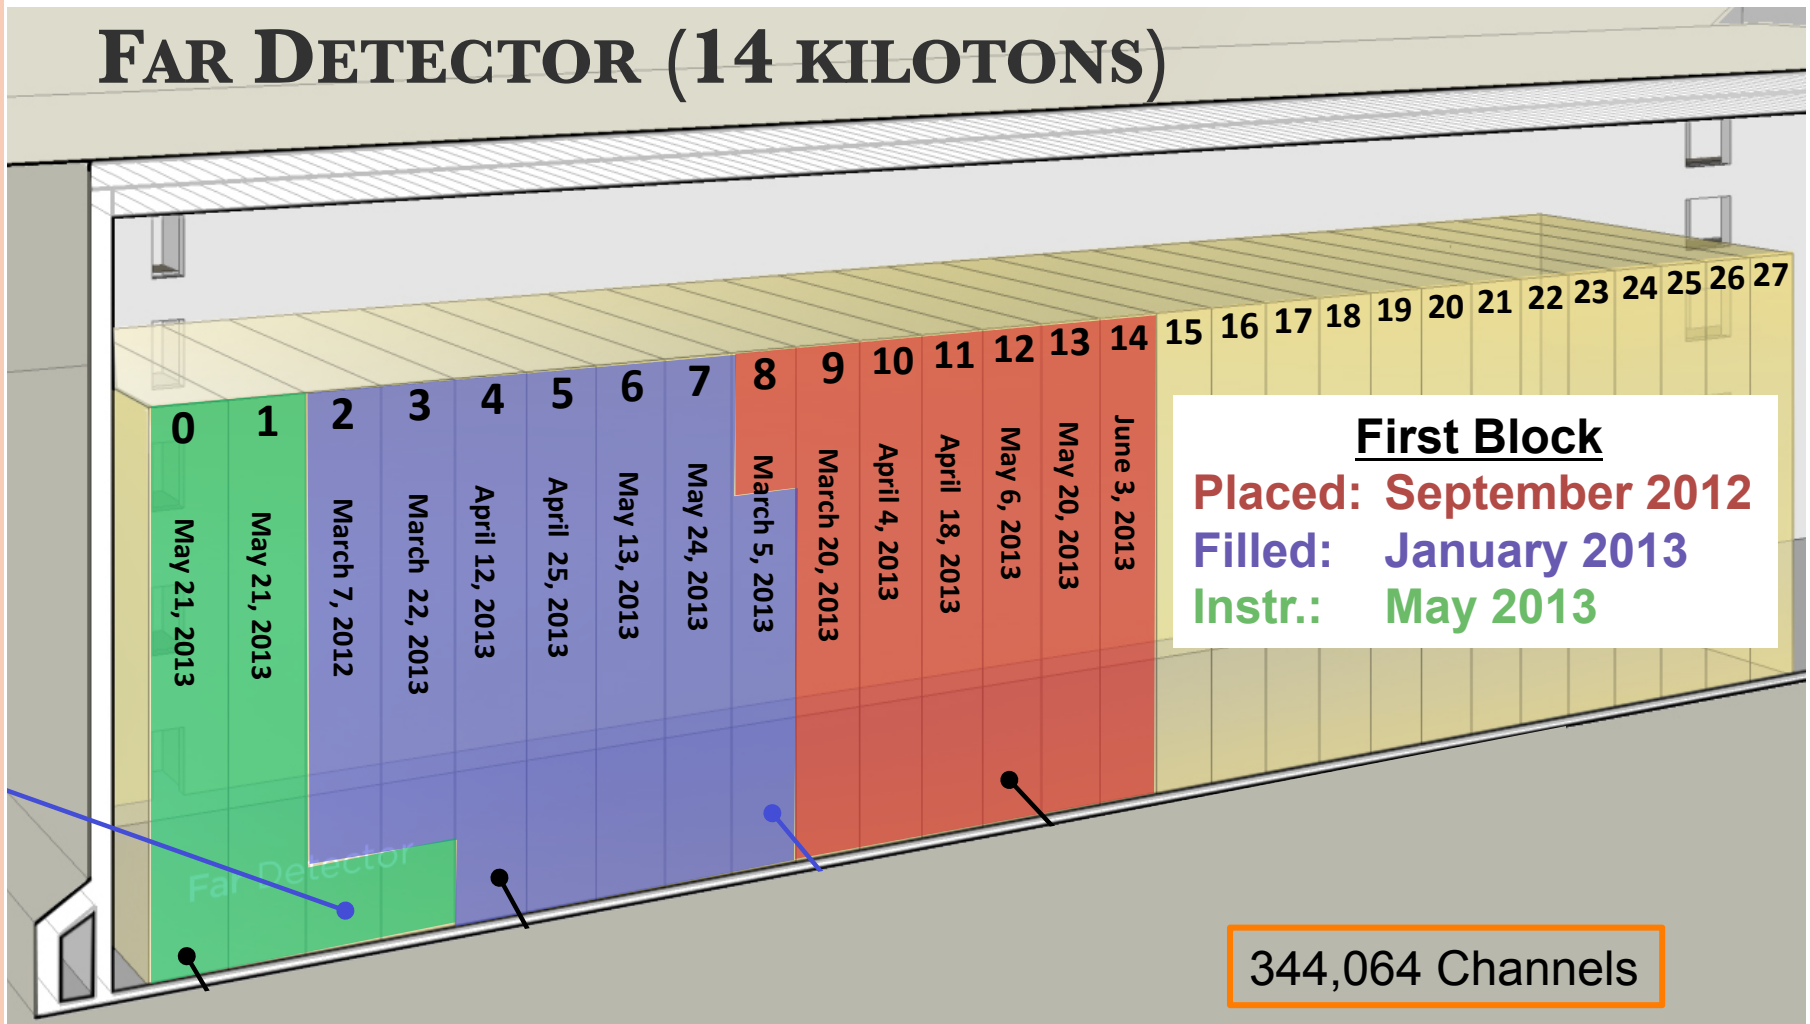 FAR DETECTOR (14 KILOTONS)
0
1
2
3
4
5
6
7
8
9
10
11
12
13
14
15
16
17
18
19
20
21
22
23
24
25
26
27
May 21, 2013
May 21, 2013
March 7, 2012
March 22, 2013
April 12, 2013
April 25, 2013
May 13, 2013
May 24, 2013
March 5, 2013
March 20, 2013
April 4, 2013
April 18, 2013
May 6, 2013
May 20, 2013
June 3, 2013
First Block
Placed: September 2012
Filled: January 2013
Instr.: May 2013
Far Detector
344,064 Channels